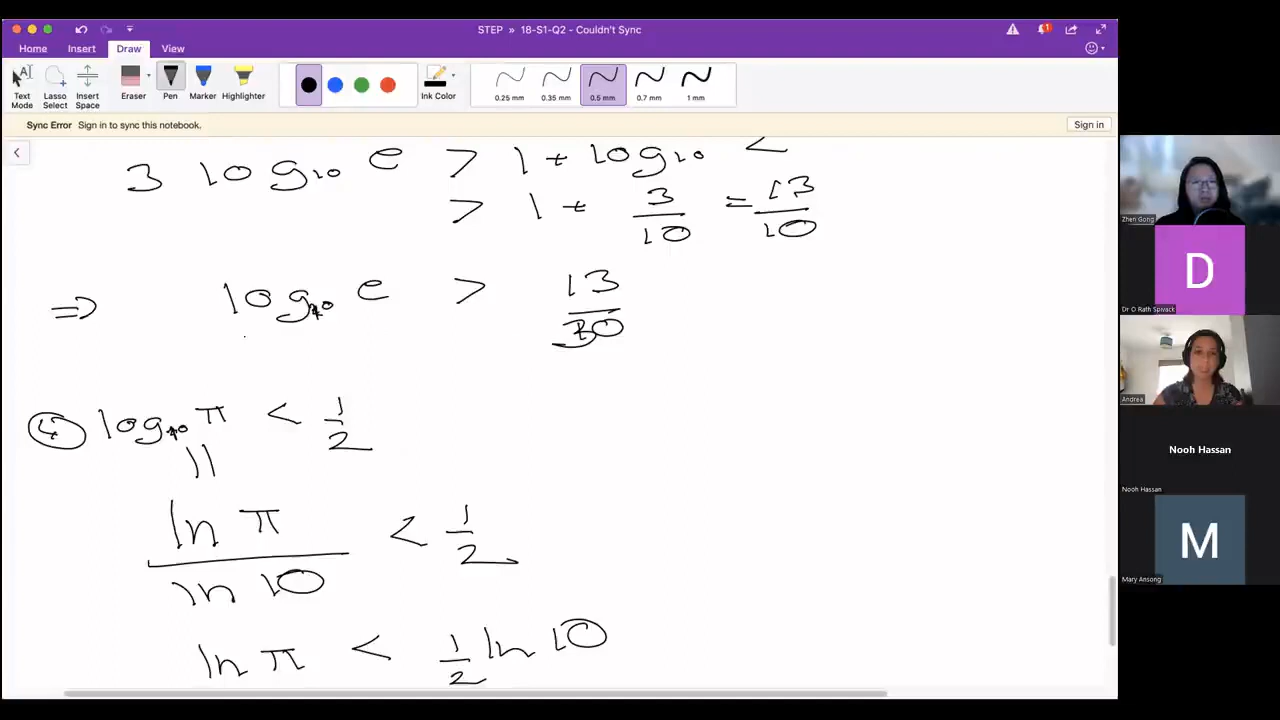 STEP » 18-S1-Q2 - Couldn't Sync
Home Insert Draw View
Text Mode
Lasso Select
Insert Space
Eraser
Pen
Marker
Highlighter
Ink Color
0.25 mm 0.35 mm 0.5 mm 0.7 mm 1 mm
Sync Error Sign in to sync this notebook.
Sign in
3 log₁₀ e > 1 + log₁₀
> 1 + 3/10 = 13/10
⇒ log₁₀ e > 13/30
log₁₀ π < 1/2
ln π / ln 10 < 1/2
ln π < 1/2 ln 10
Zhen Gong
D
Dr O Rath Spivack
Andrea
Nooh Hassan
Nooh Hassan
M
Mary Ansong
1